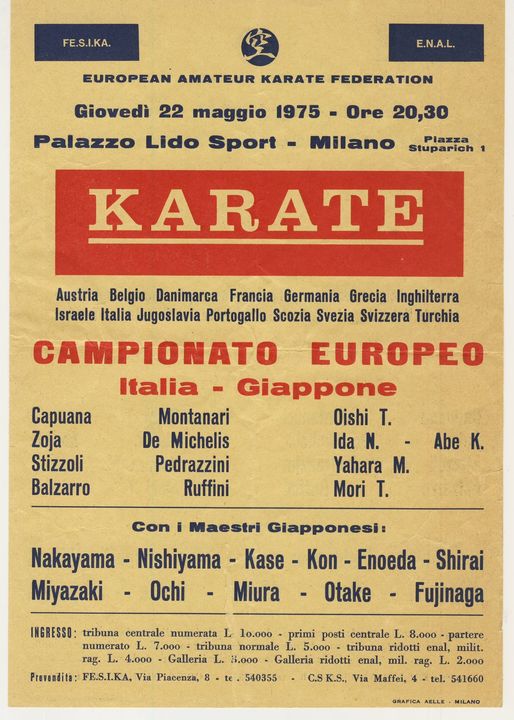 FE.S.I.KA.
E.N.A.L.
EUROPEAN AMATEUR KARATE FEDERATION
Giovedì 22 maggio 1975 - Ore 20,30
Palazzo Lido Sport - Milano Piazza Stuparich 1
KARATE
Austria Belgio Danimarca Francia Germania Grecia Inghilterra
Israele Italia Jugoslavia Portogallo Scozia Svezia Svizzera Turchia
CAMPIONATO EUROPEO
Italia - Giappone
Capuana Montanari Oishi T.
Zoja De Michelis Ida N. - Abe K.
Stizzoli Pedrazzini Yahara M.
Balzarro Ruffini Mori T.
Con i Maestri Giapponesi:
Nakayama - Nishiyama - Kase - Kon - Enoeda - Shirai
Miyazaki - Ochi - Miura - Otake - Fujinaga
INGRESSO: tribuna centrale numerata L. 10.000 - primi posti centrale L. 8.000 - partere
numerato L. 7.000 - tribuna normale L. 5.000 - tribuna ridotti enal, milit.
rag. L. 4.000 - Galleria L. 3.000 - Galleria ridotti enal, mil. rag. L. 2.000
Prevendita: FE.S.I.KA, Via Piacenza, 8 - tel. 540355 - C.S K.S., Via Maffei, 4 - tel. 541660
GRAFICA AELLE - MILANO